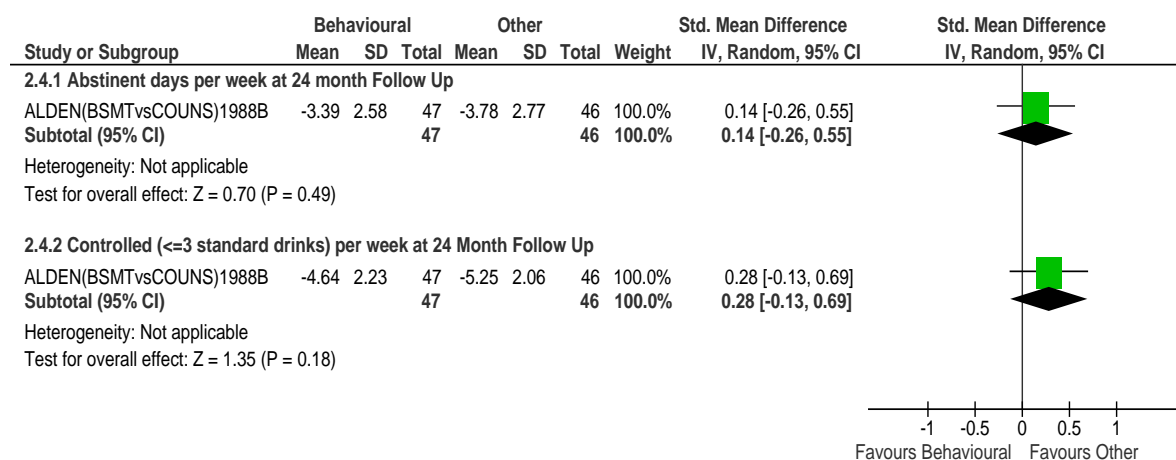 Behavioural Other Std. Mean Difference Std. Mean Difference
Study or Subgroup Mean SD Total Mean SD Total Weight IV, Random, 95% CI IV, Random, 95% CI
2.4.1 Abstinent days per week at 24 month Follow Up
ALDEN(BSMTvsCOUNS)1988B -3.39 2.58 47 -3.78 2.77 46 100.0% 0.14 [-0.26, 0.55]
Subtotal (95% CI) 47 46 100.0% 0.14 [-0.26, 0.55]
Heterogeneity: Not applicable
Test for overall effect: Z = 0.70 (P = 0.49)
2.4.2 Controlled (<=3 standard drinks) per week at 24 Month Follow Up
ALDEN(BSMTvsCOUNS)1988B -4.64 2.23 47 -5.25 2.06 46 100.0% 0.28 [-0.13, 0.69]
Subtotal (95% CI) 47 46 100.0% 0.28 [-0.13, 0.69]
Heterogeneity: Not applicable
Test for overall effect: Z = 1.35 (P = 0.18)
-1 -0.5 0 0.5 1
Favours Behavioural Favours Other